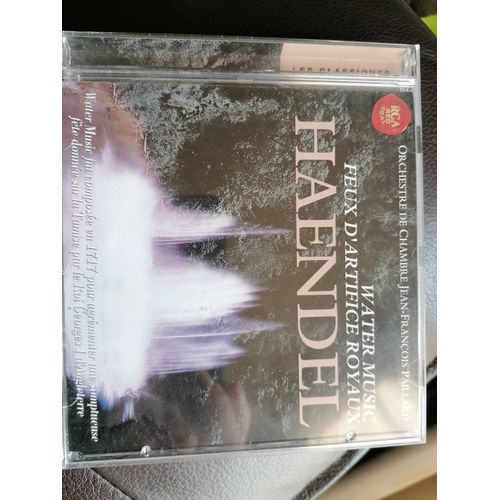 LES CLASSIQUES
RCA
RED
SEAL
ORCHESTRE DE CHAMBRE JEAN-FRANÇOIS PAILLARD
WATER MUSIC
FEUX D'ARTIFICE ROYAUX
HAENDEL
Water Music fut composée en 1717 pour agrémenter une somptueuse
fête donnée sur la Tamise par le Roi Georges I d'Angleterre